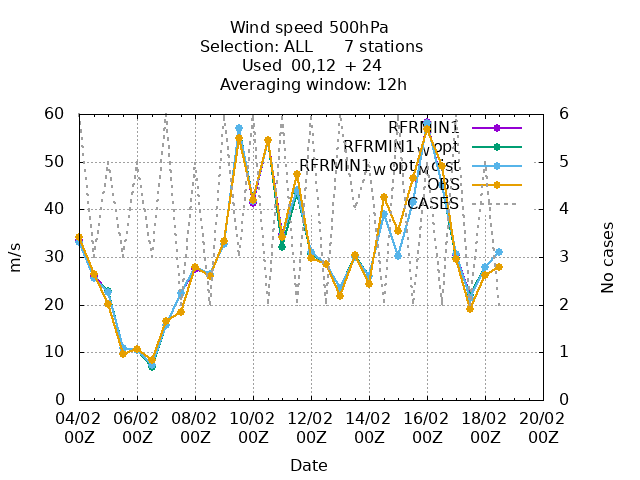 Wind speed 500hPa
Selection: ALL 7 stations
Used 00,12 + 24
Averaging window: 12h
60 6
RFRMIN1
RFRMIN1_W_opt
50 5
RFRMIN1_W_opt_M_dst
OBS
40 CASES 4
m/s
30 3
No cases
20 2
10 1
0 0
04/02 06/02 08/02 10/02 12/02 14/02 16/02 18/02 20/02
00Z 00Z 00Z 00Z 00Z 00Z 00Z 00Z 00Z
Date